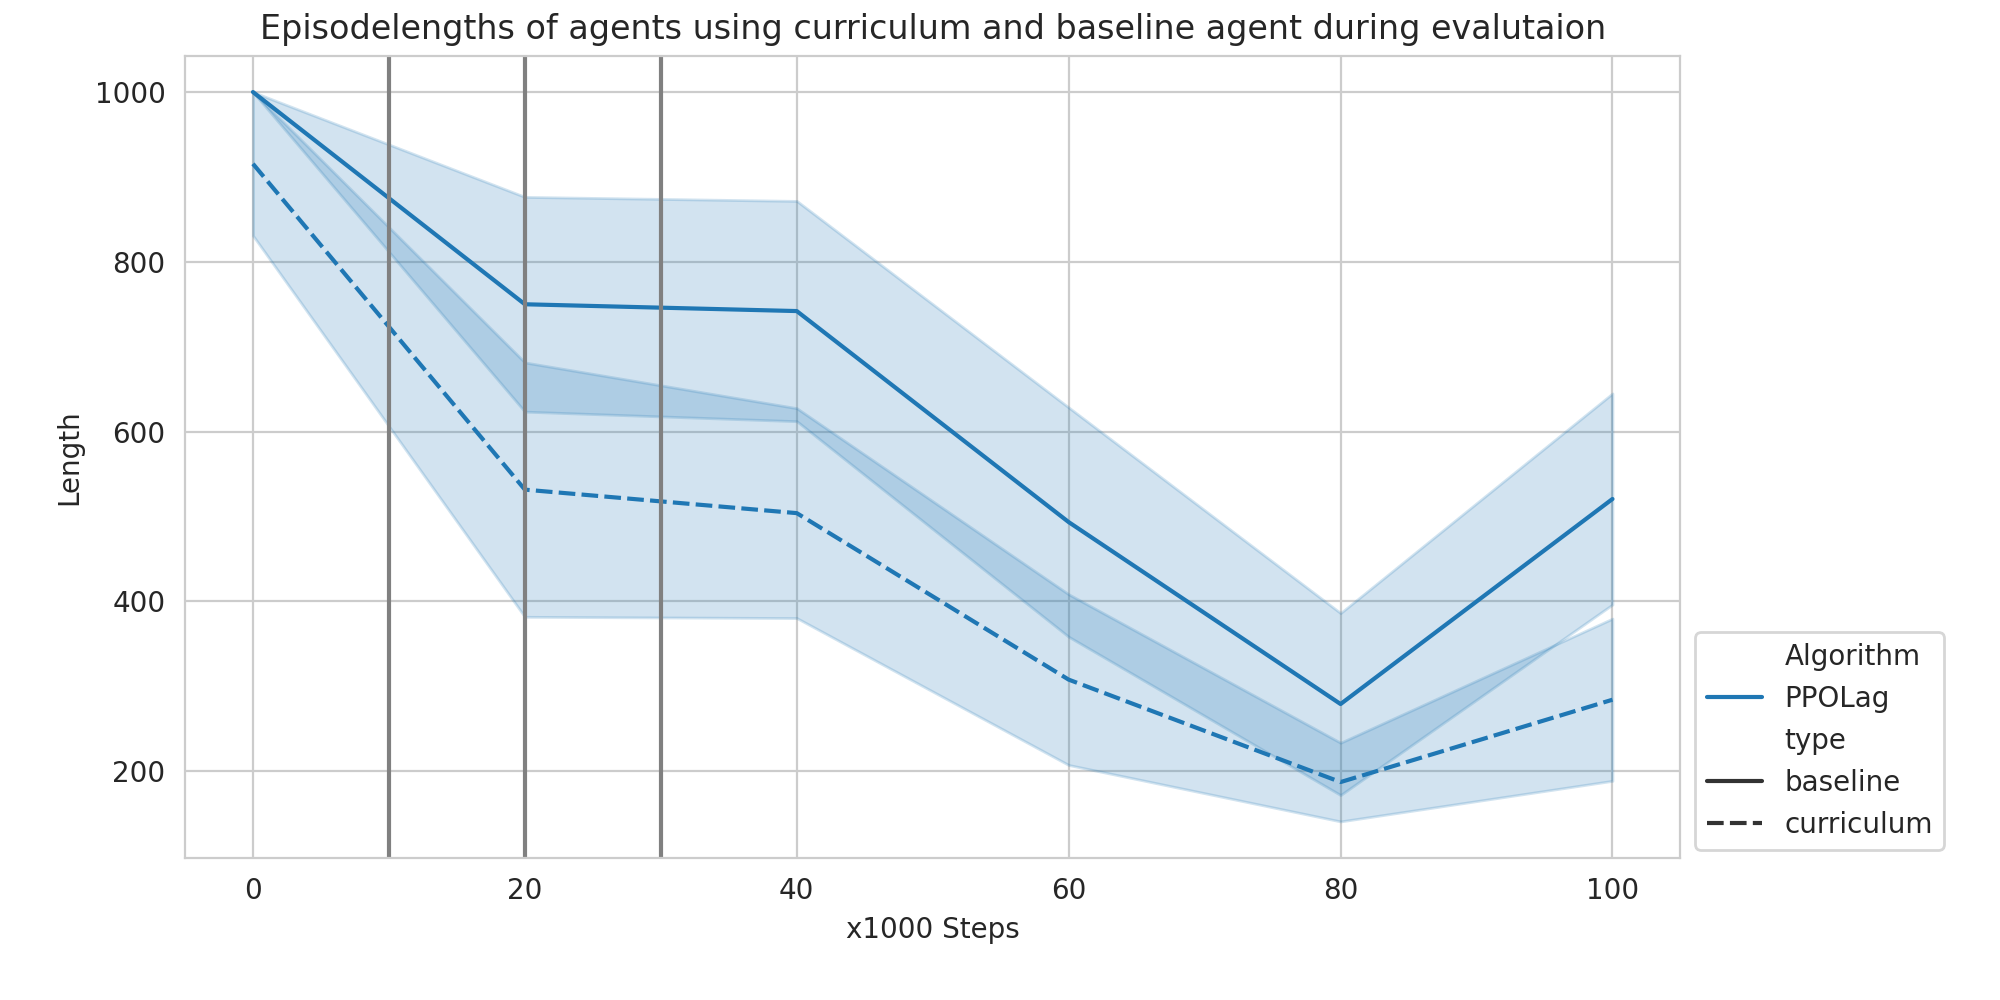 Episodelengths of agents using curriculum and baseline agent during evalutaion
1000
800
600
400
200
Length
0 20 40 60 80 100
x1000 Steps
Algorithm
PPOLag
type
baseline
curriculum